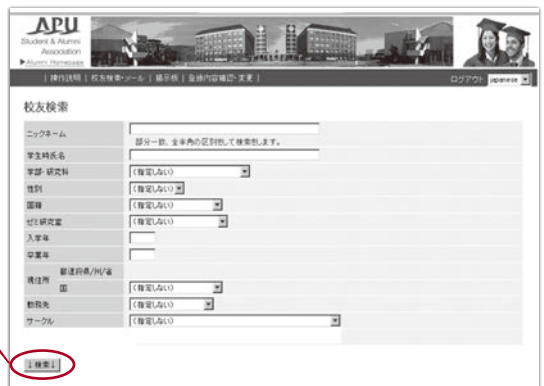 APU
Student & Alumni
Association
▶Alumni Homepage
| 操作説明 | 校友検索・メール | 掲示板 | 登録内容確認・変更 |
ログアウト japanese
校友検索
ニックネーム
部分一致、全半角の区別無しで検索します。
学生時氏名
学部・研究科 (指定しない)
性別 (指定しない)
国籍 (指定しない)
ゼミ研究室 (指定しない)
入学年
卒業年
現住所 都道府県/州/省
国 (指定しない)
勤務先 (指定しない)
サークル (指定しない)
↓検索↓